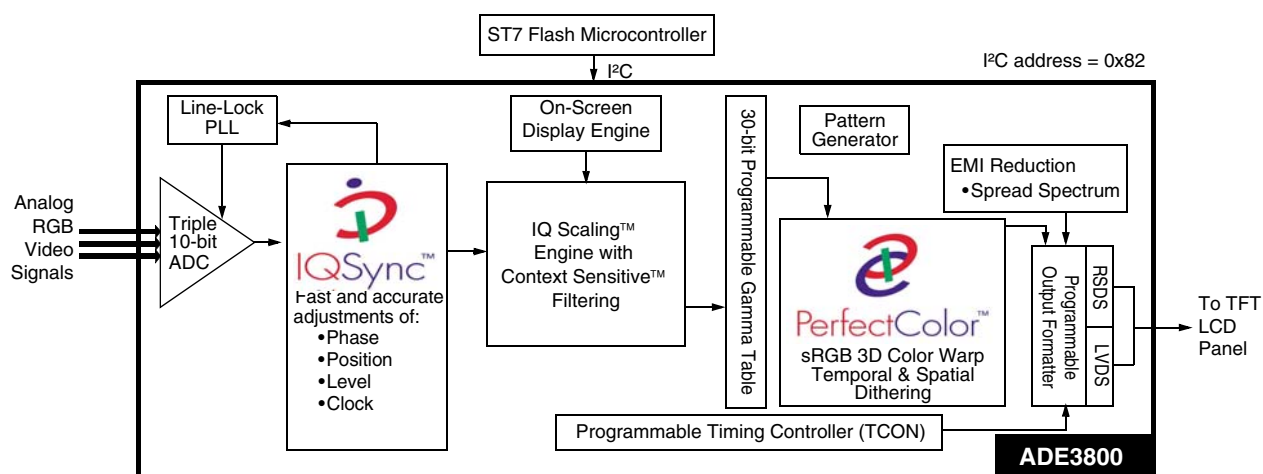 ST7 Flash Microcontroller
I²C
I²C address = 0x82
Line-Lock
PLL
On-Screen
Display Engine
30-bit Programmable Gamma Table
Pattern
Generator
EMI Reduction
•Spread Spectrum
Analog
RGB
Video
Signals
Triple
10-bit
ADC
IQSync™
Fast and accurate
adjustments of:
•Phase
•Position
•Level
•Clock
IQ Scaling™
Engine with
Context Sensitive™
Filtering
PerfectColor™
sRGB 3D Color Warp
Temporal & Spatial
Dithering
Programmable
Output Formatter
RSDS
LVDS
To TFT
LCD
Panel
Programmable Timing Controller (TCON)
ADE3800